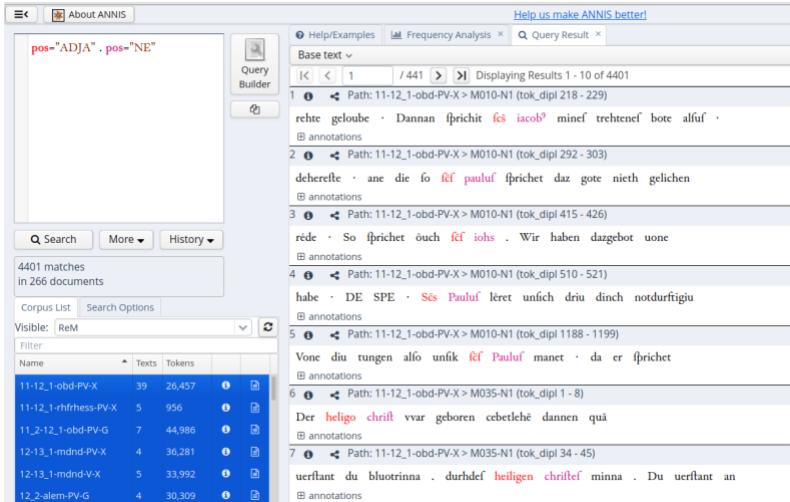 About ANNIS
Help us make ANNIS better!
pos="ADJA" . pos="NE"
Query
Builder
Search
More
History
4401 matches
in 266 documents
Corpus List
Search Options
Visible:
ReM
Filter
Name Texts Tokens
11-12_1-obd-PV-X 39 26,457
11-12_1-rhfrhess-PV-X 5 956
11_2-12_1-obd-PV-G 7 44,986
12-13_1-mdnd-PV-X 4 36,281
12-13_1-mdnd-V-X 5 33,992
12_2-alem-PV-G 4 30,309
Help/Examples
Frequency Analysis ×
Query Result ×
Base text
1 / 441 Displaying Results 1 - 10 of 4401
1 Path: 11-12_1-obd-PV-X > M010-N1 (tok_dipl 218 - 229)
rehte geloube · Dannan ſprichit ſcs̄ iacobꝰ mineſ trehteneſ bote alſuſ ·
annotations
2 Path: 11-12_1-obd-PV-X > M010-N1 (tok_dipl 292 - 303)
dehereſte · ane die ſo ſc̄ſ pauluſ ſprichet daz gote nieth gelichen
annotations
3 Path: 11-12_1-obd-PV-X > M010-N1 (tok_dipl 415 - 426)
réde · So ſprichet óuch ſc̄ſ iohs . Wir haben dazgebot uone
annotations
4 Path: 11-12_1-obd-PV-X > M010-N1 (tok_dipl 510 - 521)
habe · DE SPE · Sc̄s Pauluſ léret unſich driu dinch notdurftigiu
annotations
5 Path: 11-12_1-obd-PV-X > M010-N1 (tok_dipl 1188 - 1199)
Vone diu tungen alſo unſik ſc̄ſ Pauluſ manet · da er ſprichet
annotations
6 Path: 11-12_1-obd-PV-X > M035-N1 (tok_dipl 1 - 8)
Der heligo chriſt vvar geboren cebetlehē dannen quā
annotations
7 Path: 11-12_1-obd-PV-X > M035-N1 (tok_dipl 34 - 45)
uerſtant du bluotrinna . durhdeſ heiligen chriſteſ minna . Du uerſtant an
annotations